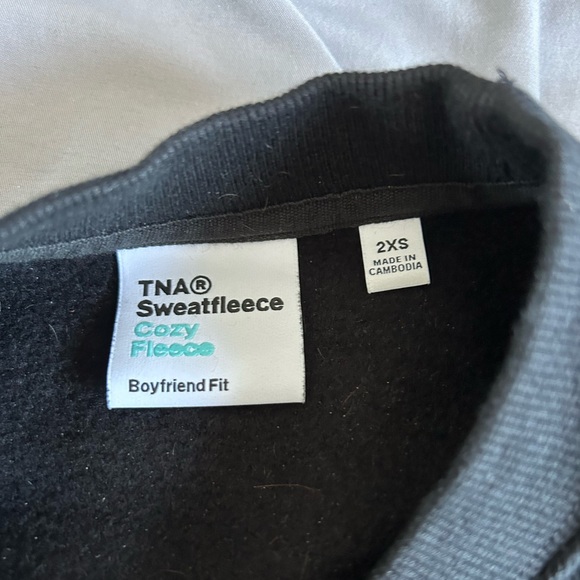 TNA®
Sweatfleece
Cozy
Fleece
Boyfriend Fit
2XS
MADE IN
CAMBODIA